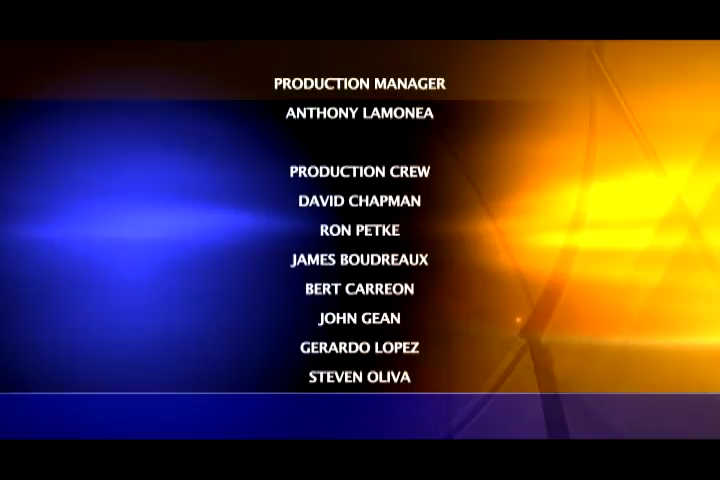 PRODUCTION MANAGER
ANTHONY LAMONEA
PRODUCTION CREW
DAVID CHAPMAN
RON PETKE
JAMES BOUDREAUX
BERT CARREON
JOHN GEAN
GERARDO LOPEZ
STEVEN OLIVA